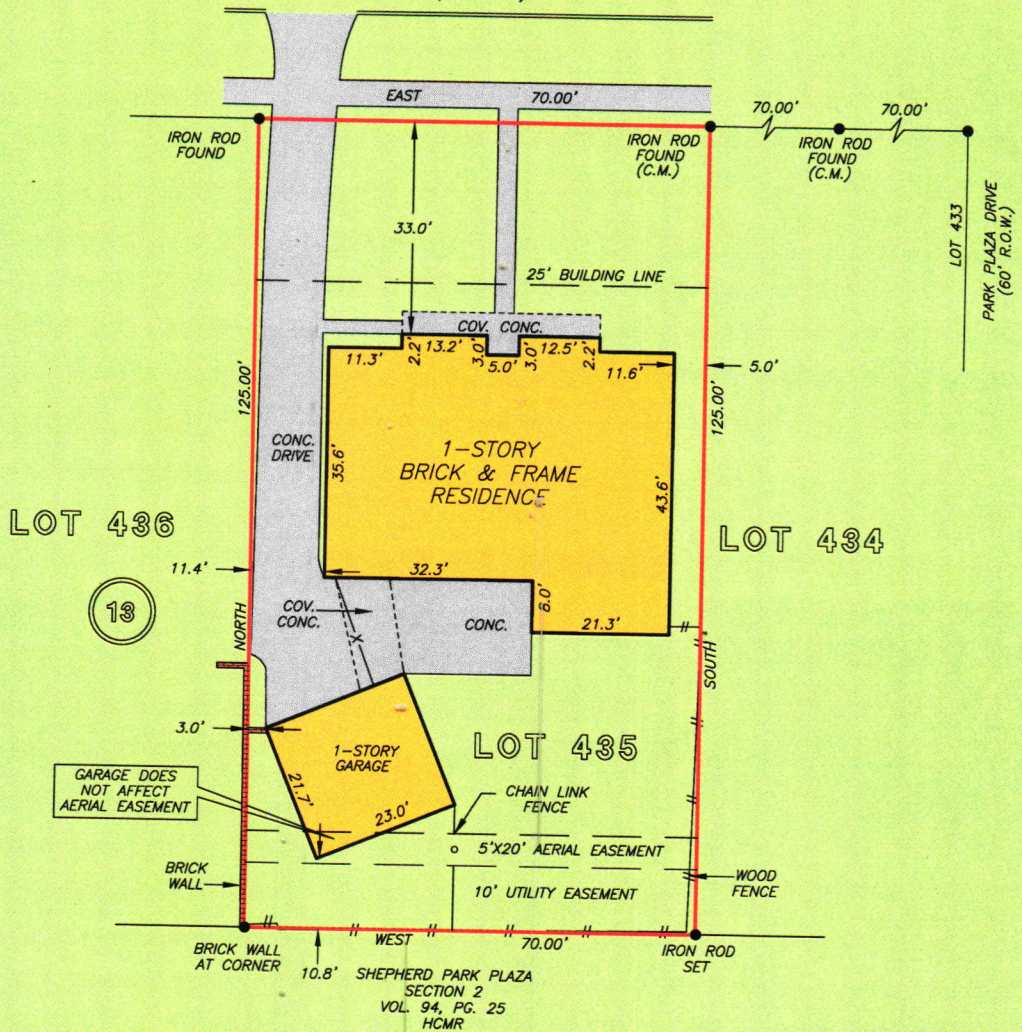 EAST
70.00'
70.00'
70.00'
IRON ROD
FOUND
IRON ROD
FOUND
(C.M.)
IRON ROD
FOUND
(C.M.)
LOT 433
PARK PLAZA DRIVE
(60' R.O.W.)
33.0'
25' BUILDING LINE
COV. CONC.
11.3'
2.2'
13.2'
3.0'
5.0'
3.0'
12.5'
2.2'
11.6'
5.0'
125.00'
125.00'
CONC.
DRIVE
35.6'
1-STORY
BRICK & FRAME
RESIDENCE
43.6'
LOT 436
LOT 434
11.4'
13
32.3'
COV.
CONC.
CONC.
21.3'
NORTH
SOUTH
3.0'
1-STORY
GARAGE
LOT 435
21.7'
23.0'
GARAGE DOES
NOT AFFECT
AERIAL EASEMENT
CHAIN LINK
FENCE
5'X20' AERIAL EASEMENT
BRICK
WALL
10' UTILITY EASEMENT
WOOD
FENCE
WEST
70.00'
BRICK WALL
AT CORNER
10.8'
IRON ROD
SET
SHEPHERD PARK PLAZA
SECTION 2
VOL. 94, PG. 25
HCMR